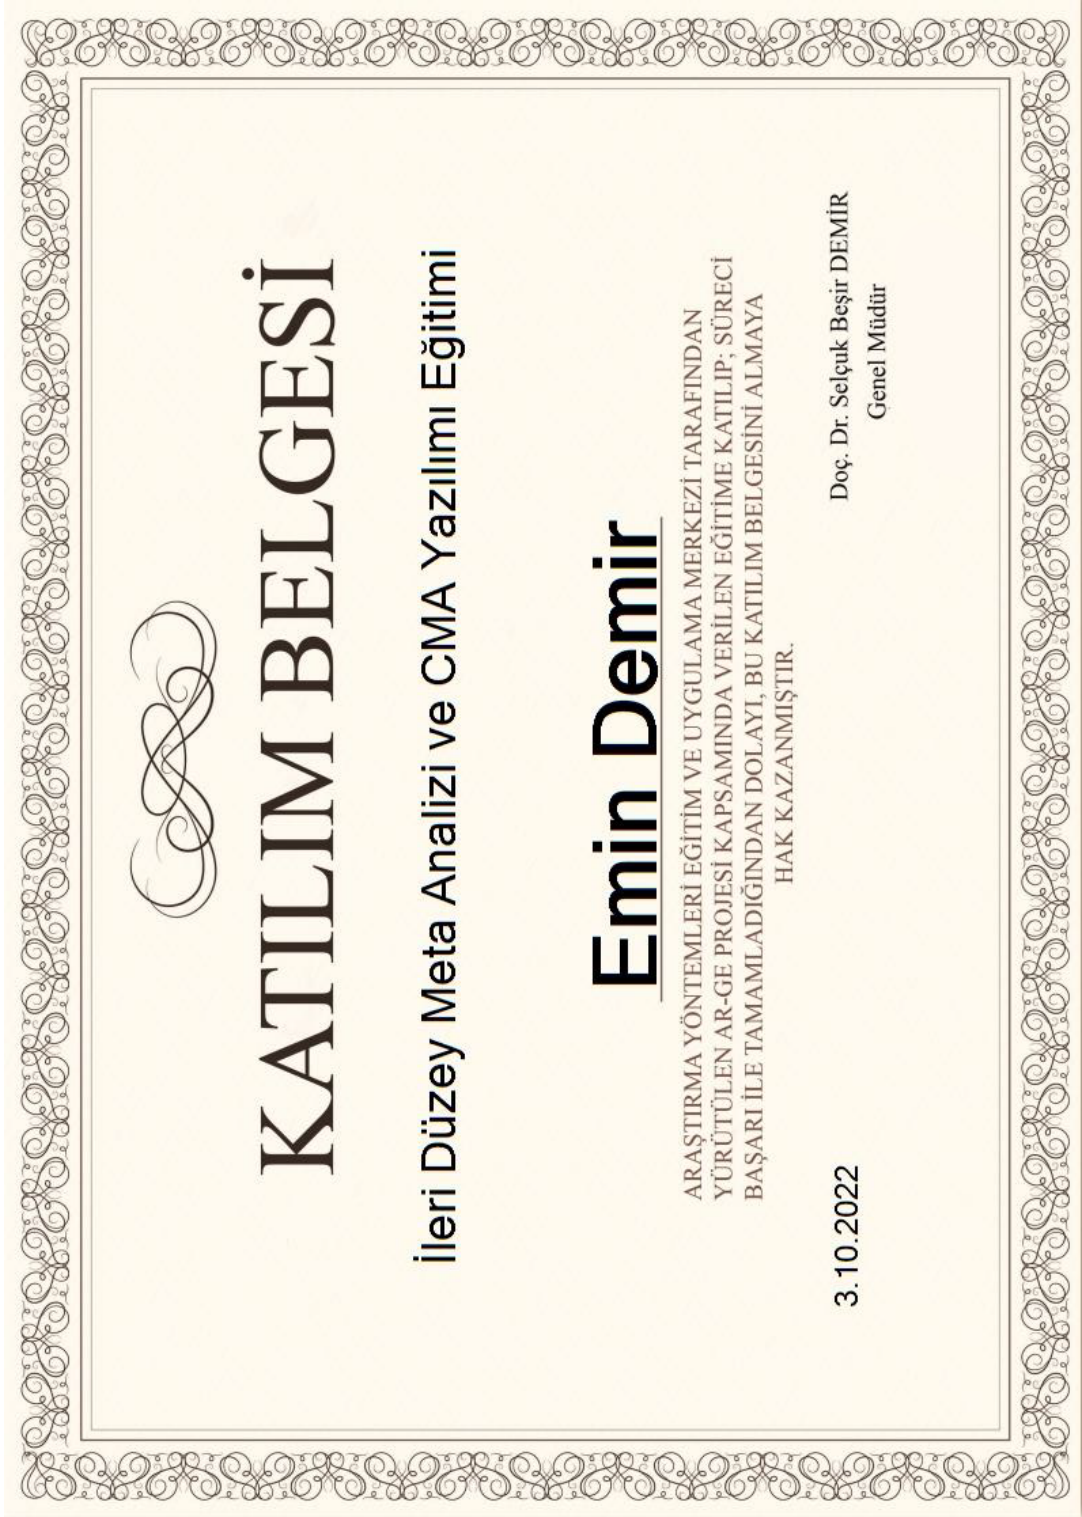 KATILIM BELGESİ
İleri Düzey Meta Analizi ve CMA Yazılımı Eğitimi
Emin Demir
ARAŞTIRMA YÖNTEMLERİ EĞİTİM VE UYGULAMA MERKEZİ TARAFINDAN
YÜRÜTÜLEN AR-GE PROJESİ KAPSAMINDA VERİLEN EĞİTİME KATILIP; SÜRECİ
BAŞARI İLE TAMAMLADIĞINDAN DOLAYI, BU KATILIM BELGESİNİ ALMAYA
HAK KAZANMIŞTIR.
3.10.2022
Doç. Dr. Selçuk Beşir DEMİR
Genel Müdür